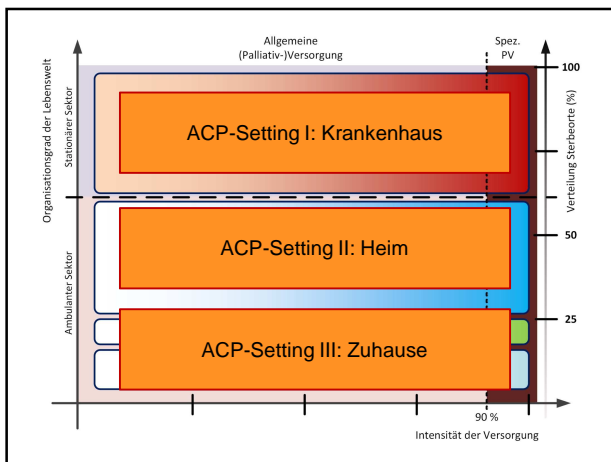 Allgemeine
(Palliativ-)Versorgung
Spez.
PV
Organisationsgrad der Lebenswelt
Stationärer Sektor
Ambulanter Sektor
ACP-Setting I: Krankenhaus
ACP-Setting II: Heim
ACP-Setting III: Zuhause
100
50
25
Verteilung Sterbeorte (%)
90 %
Intensität der Versorgung